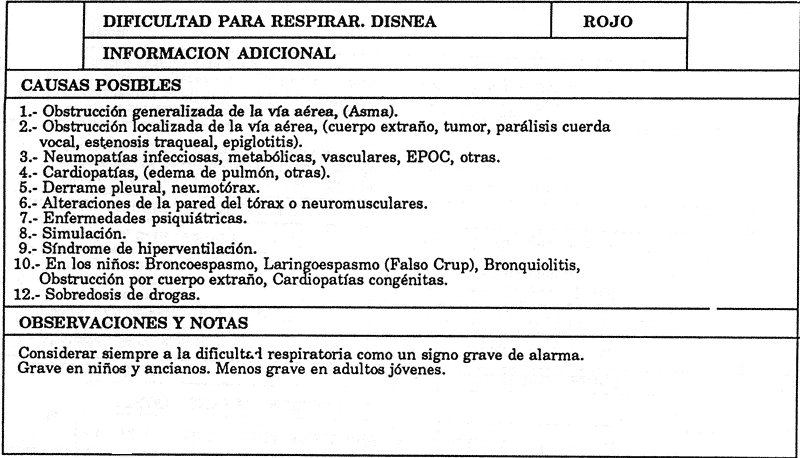 DIFICULTAD PARA RESPIRAR. DISNEA
ROJO
INFORMACION ADICIONAL
CAUSAS POSIBLES
1.- Obstrucción generalizada de la vía aérea, (Asma).
2.- Obstrucción localizada de la vía aérea, (cuerpo extraño, tumor, parálisis cuerda
vocal, estenosis traqueal, epiglotitis).
3.- Neumopatías infecciosas, metabólicas, vasculares, EPOC, otras.
4.- Cardiopatías, (edema de pulmón, otras).
5.- Derrame pleural, neumotórax.
6.- Alteraciones de la pared del tórax o neuromusculares.
7.- Enfermedades psiquiátricas.
8.- Simulación.
9.- Síndrome de hiperventilación.
10.- En los niños: Broncoespasmo, Laringoespasmo (Falso Crup), Bronquiolitis,
Obstrucción por cuerpo extraño, Cardiopatías congénitas.
12.- Sobredosis de drogas.
OBSERVACIONES Y NOTAS
Considerar siempre a la dificultad respiratoria como un signo grave de alarma.
Grave en niños y ancianos. Menos grave en adultos jóvenes.